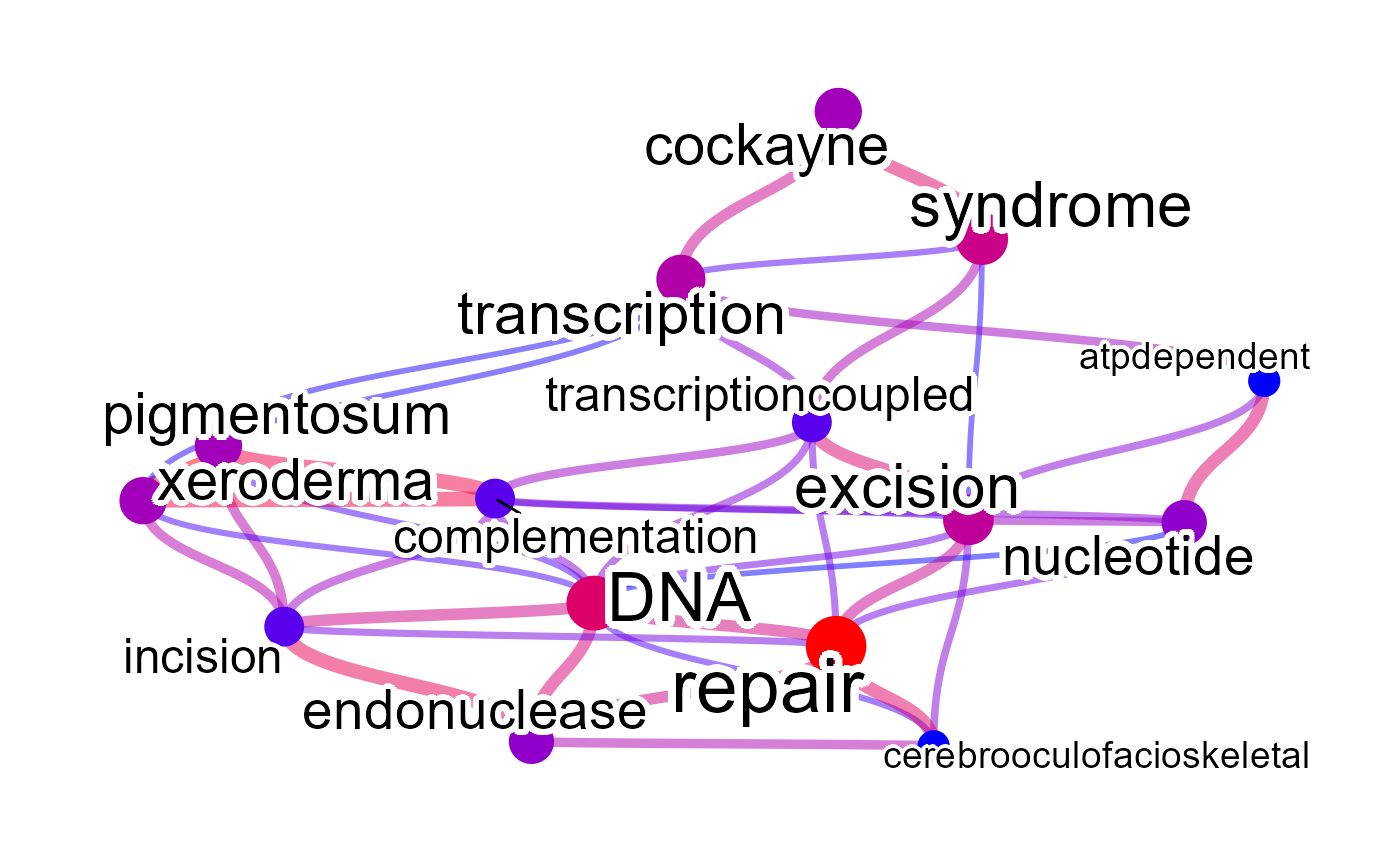 cockayne
syndrome
transcription
atpdependent
transcriptioncoupled
pigmentosum
xeroderma
excision
complementation
nucleotide
DNA
incision
repair
endonuclease
cerebrooculofacioskeletal